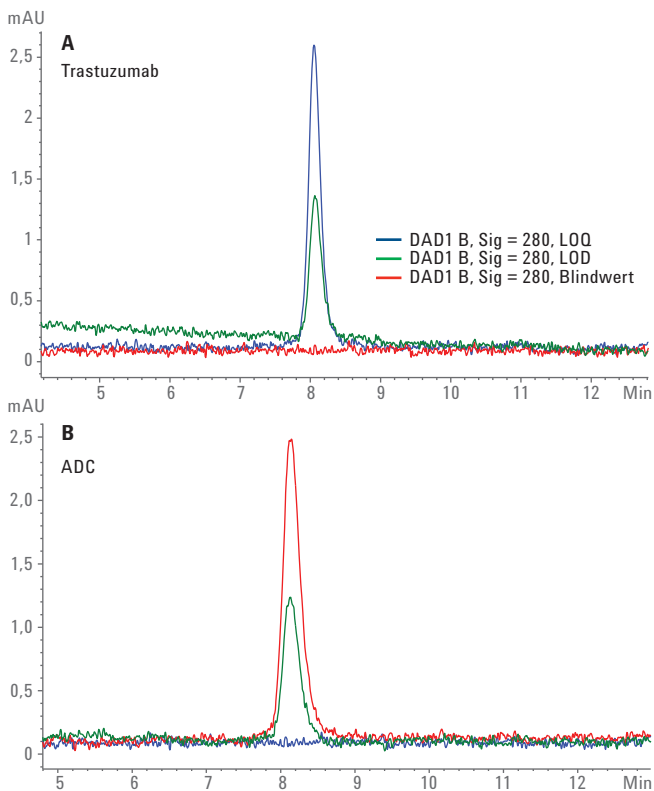 mAU
A
Trastuzumab
2,5
2
1,5
1
0,5
0
DAD1 B, Sig = 280, LOQ
DAD1 B, Sig = 280, LOD
DAD1 B, Sig = 280, Blindwert
5 6 7 8 9 10 11 12 Min
mAU
B
ADC
2,5
2,0
1,5
1,0
0,5
0
5 6 7 8 9 10 11 12 Min